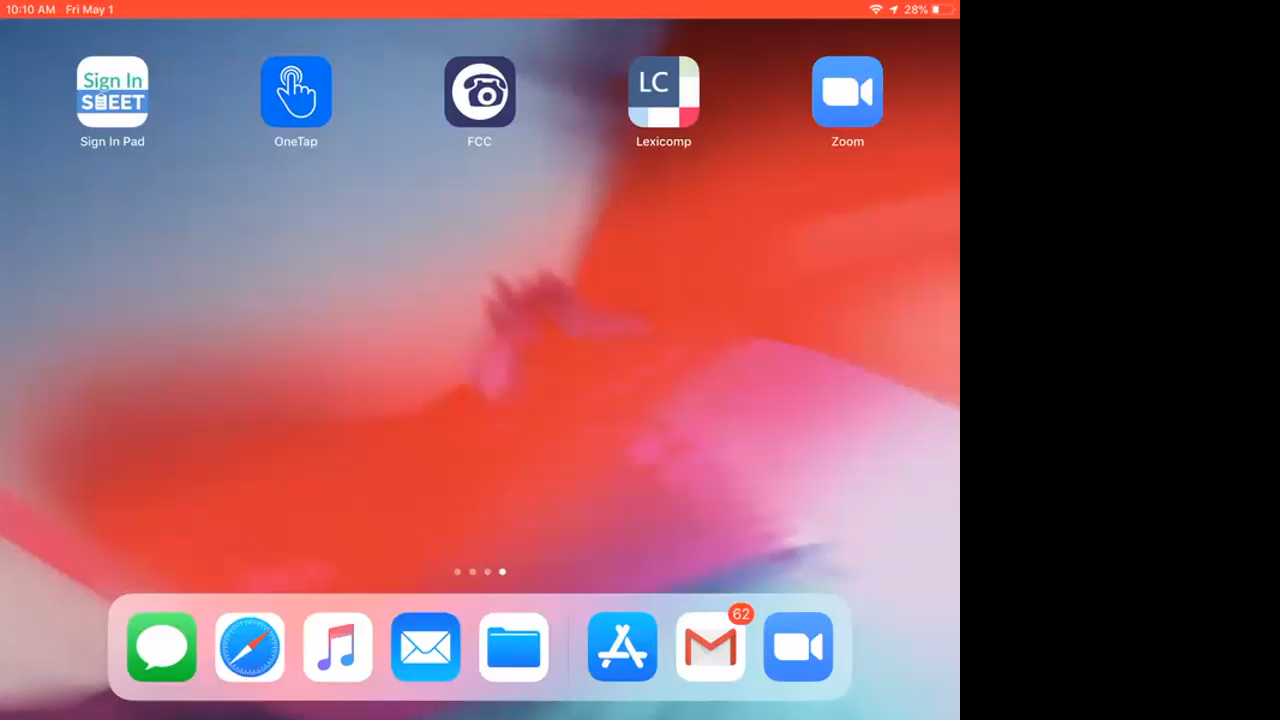 10:10 AM Fri May 1
28%
Sign In
SHEET
LC
Sign In Pad
OneTap
FCC
Lexicomp
Zoom
62